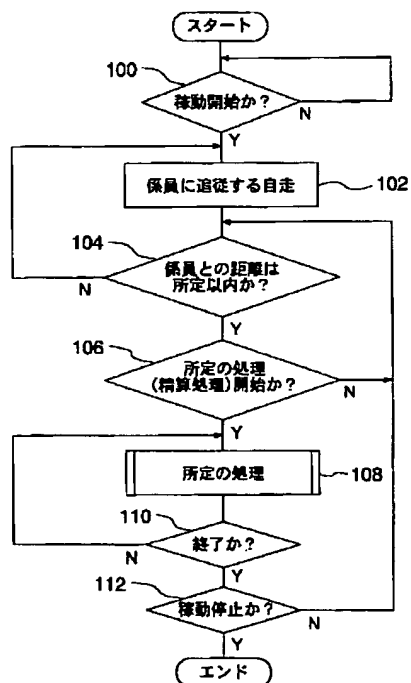 スタート
100
稼動開始か?
N
Y
係員に追従する自走
102
104
係員との距離は
所定以内か?
N
Y
106
所定の処理
(精算処理)開始か?
N
Y
所定の処理
108
110
終了か?
N
Y
112
稼動停止か?
N
Y
エンド